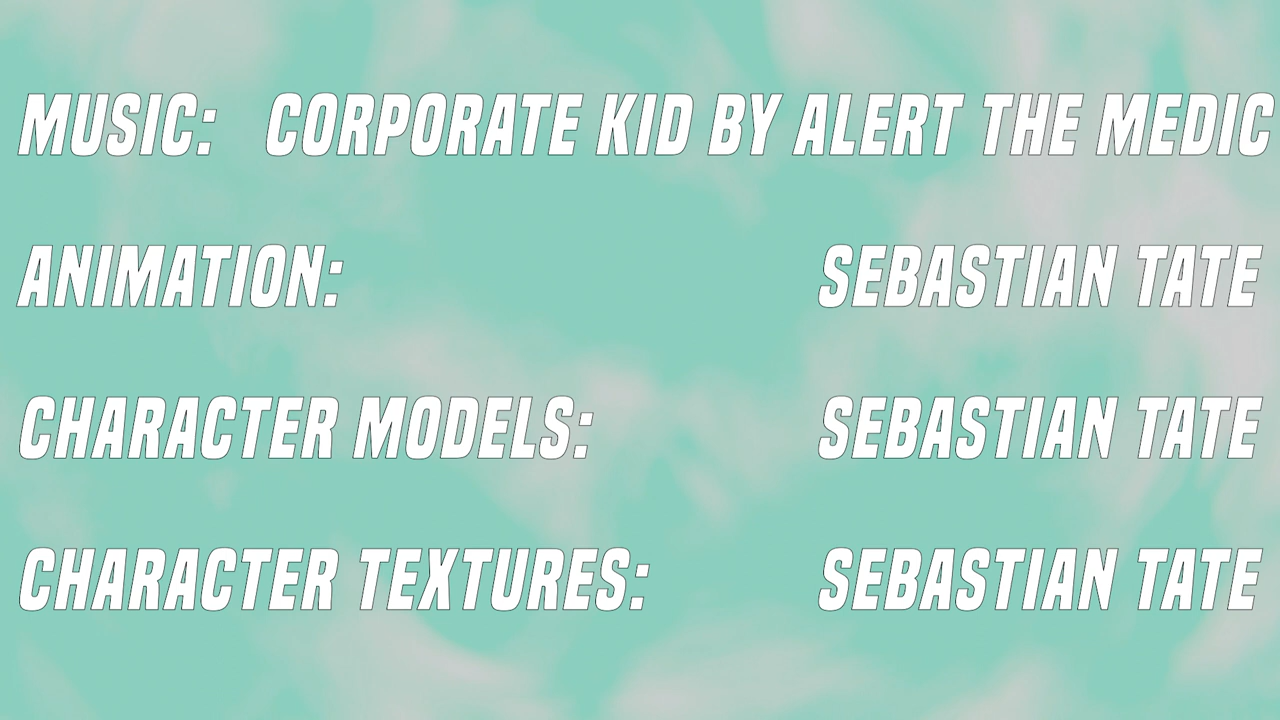 MUSIC: CORPORATE KID BY ALERT THE MEDIC
ANIMATION: SEBASTIAN TATE
CHARACTER MODELS: SEBASTIAN TATE
CHARACTER TEXTURES: SEBASTIAN TATE